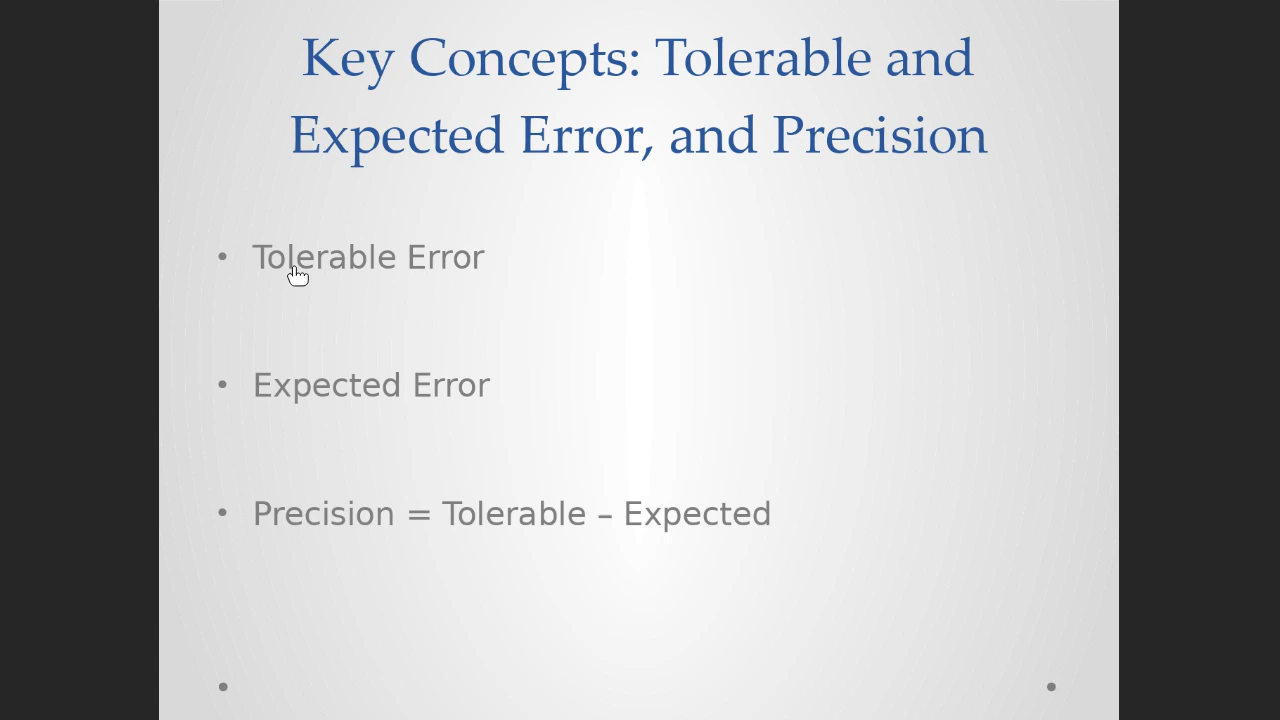 Key Concepts: Tolerable and
Expected Error, and Precision
• Tolerable Error
• Expected Error
• Precision = Tolerable – Expected